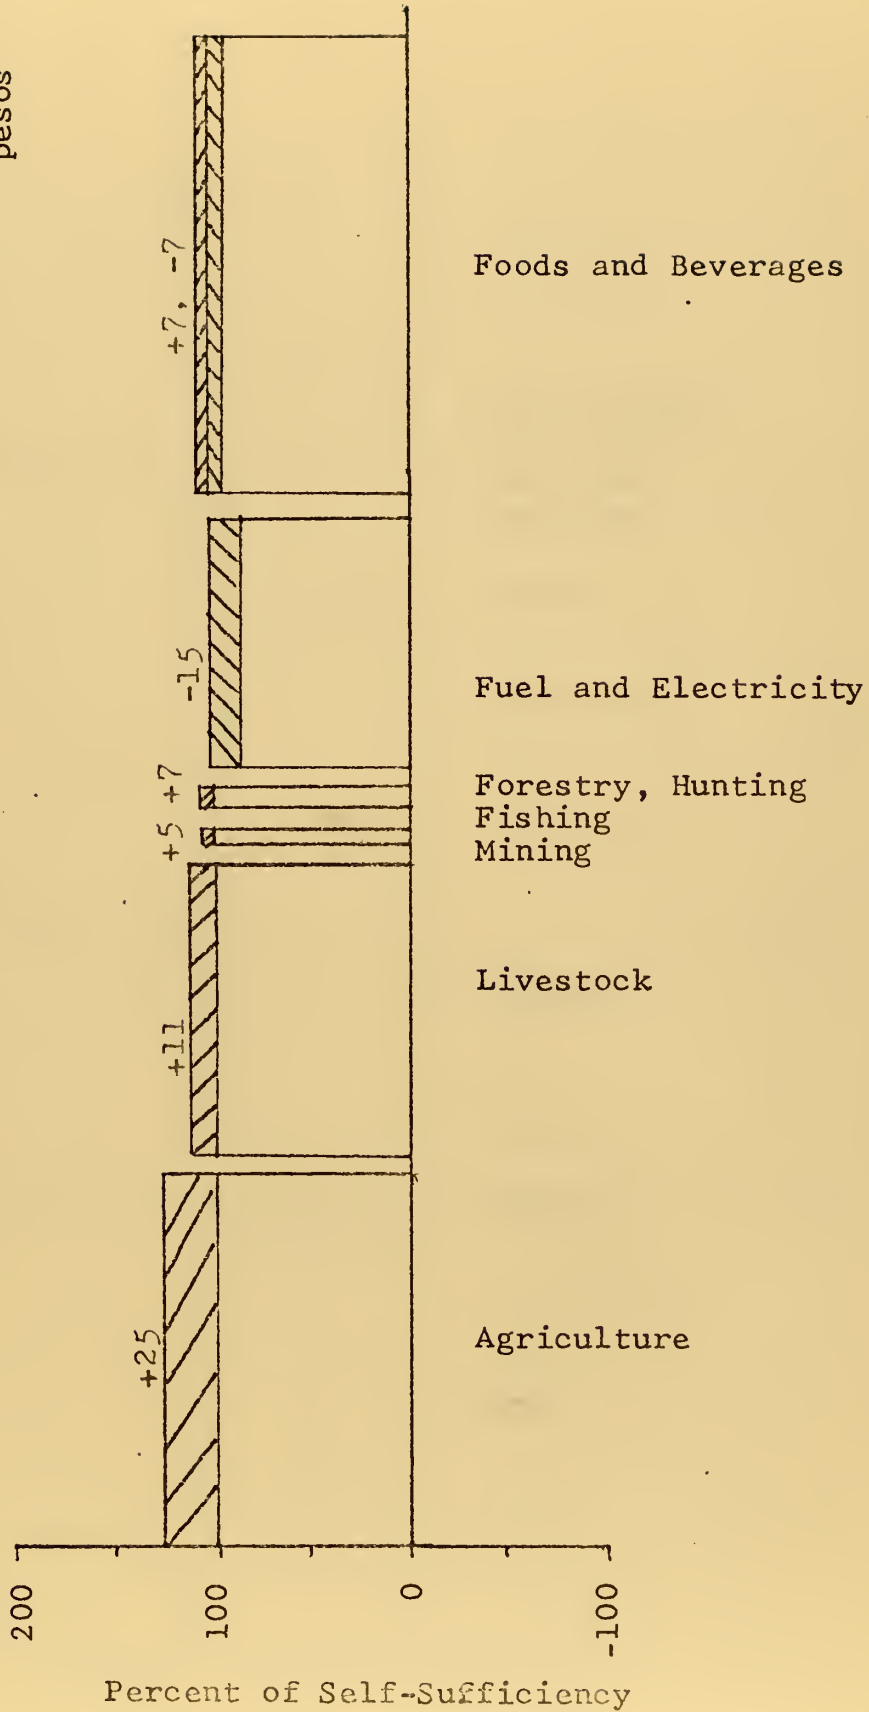 pesos
+7, -7
Foods and Beverages
-15
Fuel and Electricity
+7
Forestry, Hunting
Fishing
+5
Mining
+11
Livestock
+25
Agriculture
200
100
0
-100
Percent of Self-Sufficiency